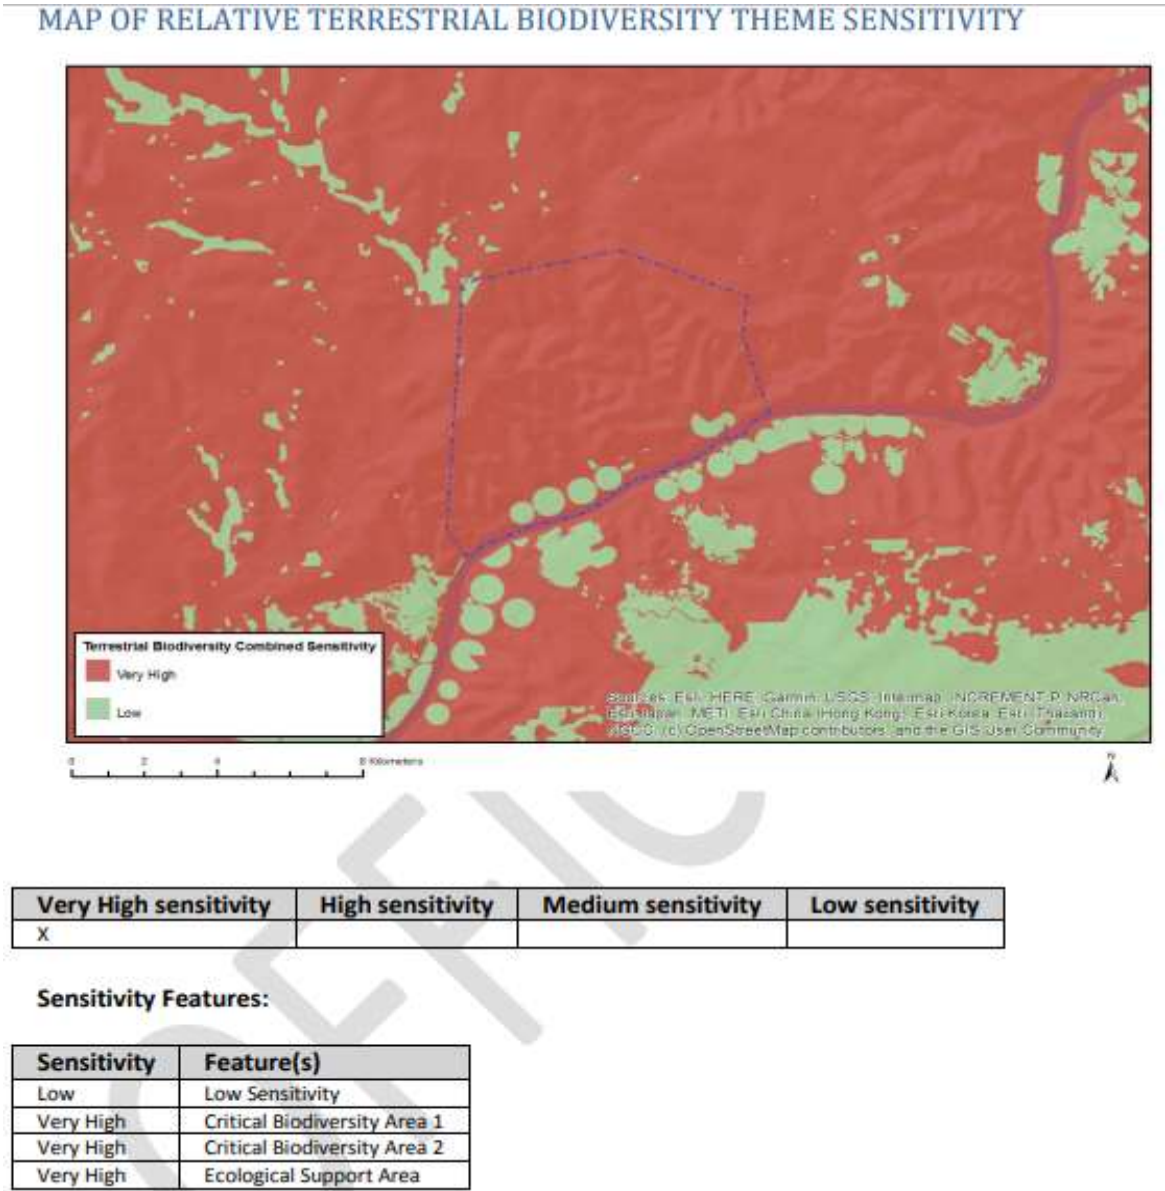 MAP OF RELATIVE TERRESTRIAL BIODIVERSITY THEME SENSITIVITY
Terrestrial Biodiversity Combined Sensitivity
Very High
Low
Sources: Esri, HERE, Garmin, USGS, Intermap, INCREMENT P, NRCan,
Esri Japan, METI, Esri China (Hong Kong), Esri Korea, Esri (Thailand),
NGCC, (c) OpenStreetMap contributors, and the GIS User Community
0 2 4 8 Kilometers
N
Very High sensitivity High sensitivity Medium sensitivity Low sensitivity
X
Sensitivity Features:
Sensitivity Feature(s)
Low Low Sensitivity
Very High Critical Biodiversity Area 1
Very High Critical Biodiversity Area 2
Very High Ecological Support Area